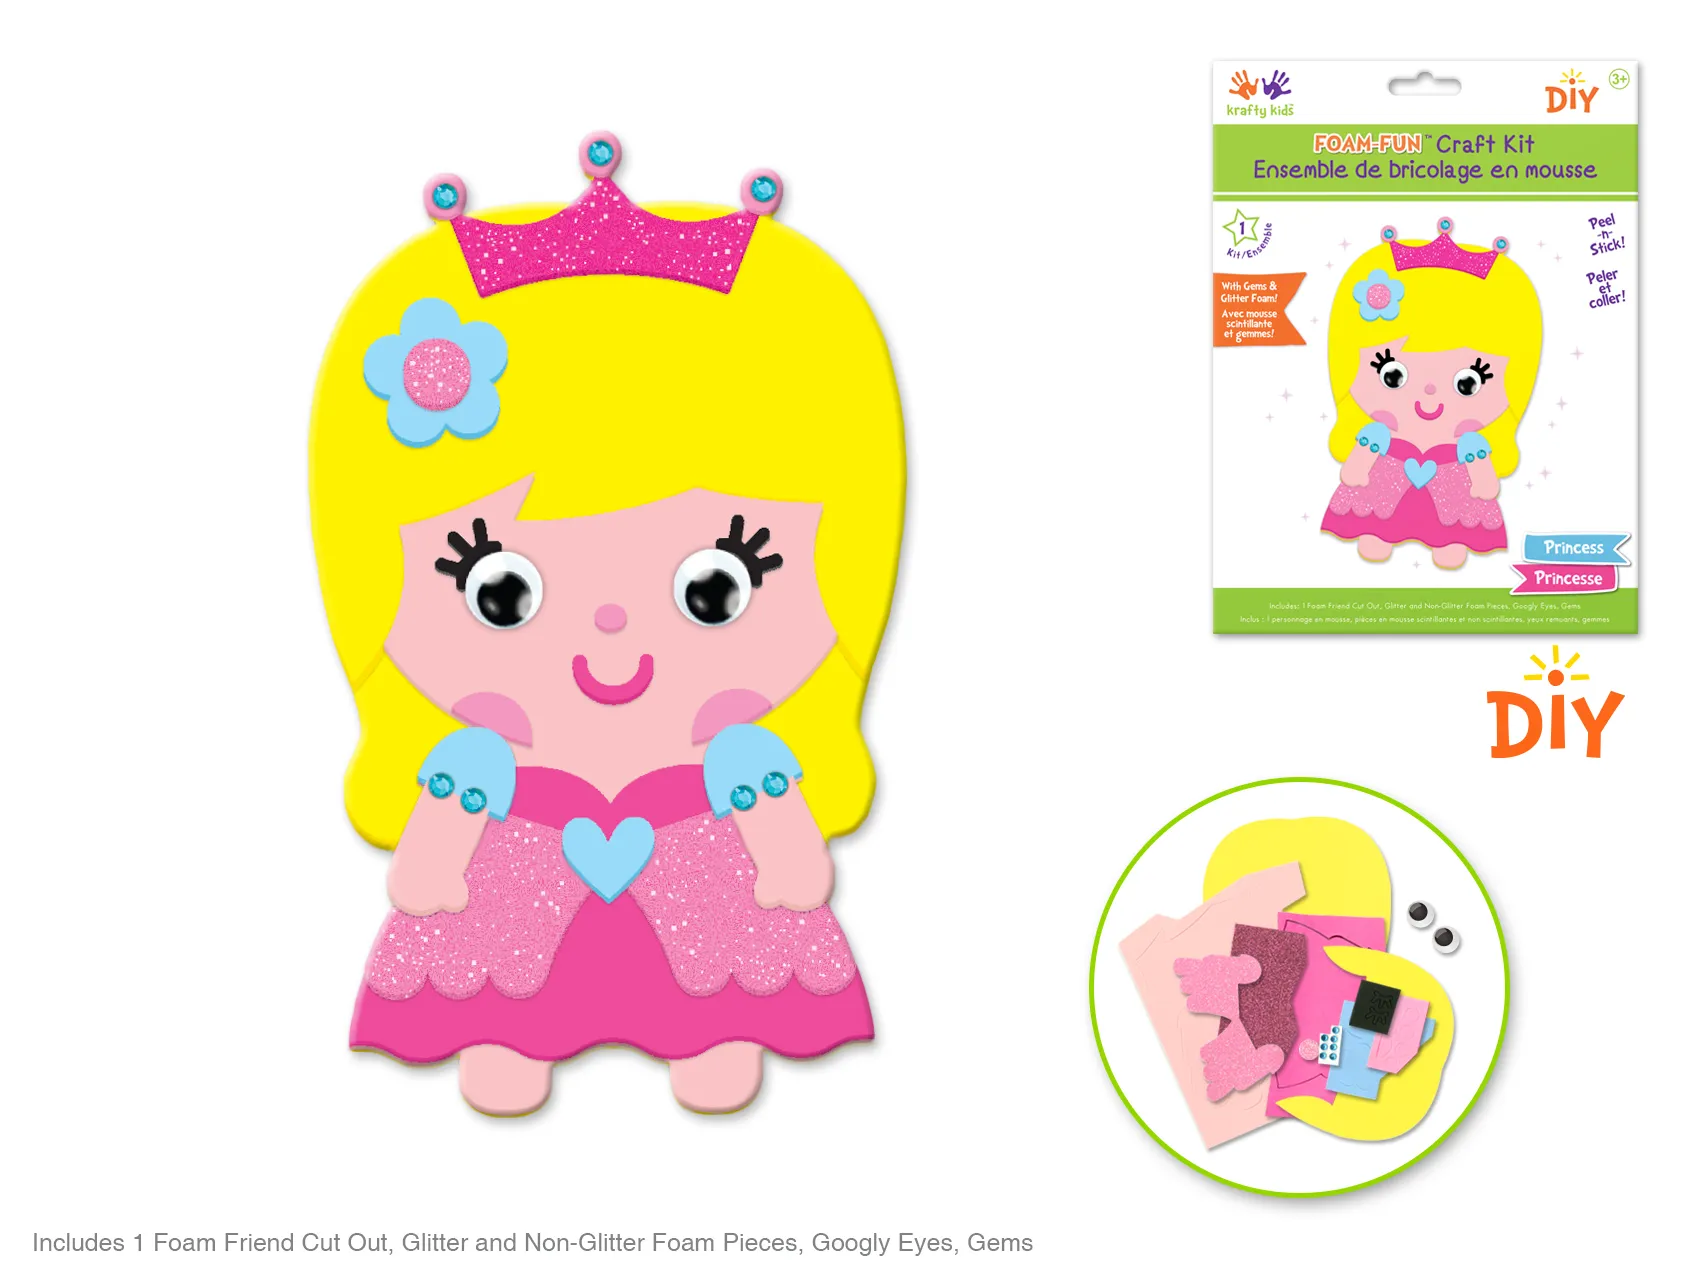 krafty kids™
DIY
3+
FOAM-FUN™ Craft Kit
Ensemble de bricolage en mousse
1
Kit/Ensemble
Peel
-n-
Stick!
Peler
et
coller!
With Gems &
Glitter Foam!
Avec mousse
scintillante
et gemmes!
Princess
Princesse
Includes: 1 Foam Friend Cut Out, Glitter and Non-Glitter Foam Pieces, Googly Eyes, Gems
Inclus : 1 personnage en mousse, pièces en mousse scintillantes et non scintillantes, yeux remuants, gemmes
DIY
Includes 1 Foam Friend Cut Out, Glitter and Non-Glitter Foam Pieces, Googly Eyes, Gems